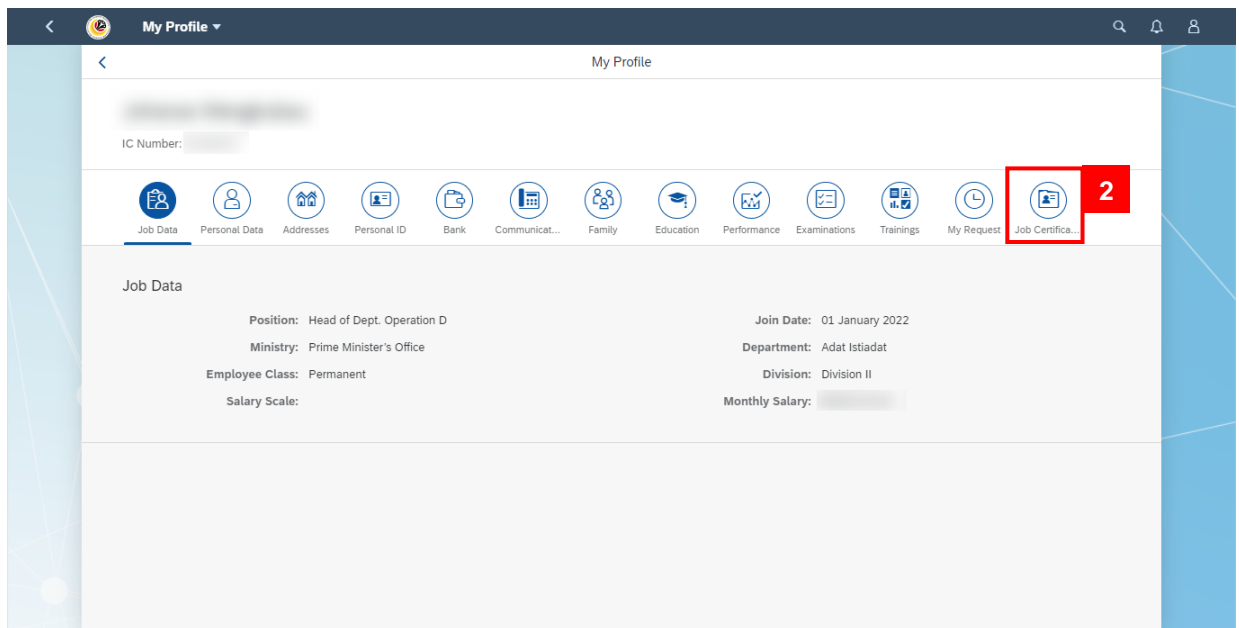 My Profile
My Profile
IC Number:
Job Data Personal Data Addresses Personal ID Bank Communicat... Family Education Performance Examinations Trainings My Request Job Certifica...
2
Job Data
Position: Head of Dept. Operation D Join Date: 01 January 2022
Ministry: Prime Minister's Office Department: Adat Istiadat
Employee Class: Permanent Division: Division II
Salary Scale: Monthly Salary: